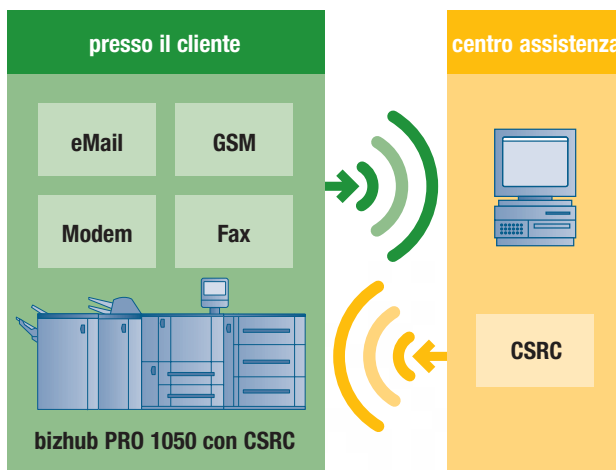 presso il cliente
eMail
GSM
Modem
Fax
bizhub PRO 1050 con CSRC
centro assistenza
CSRC